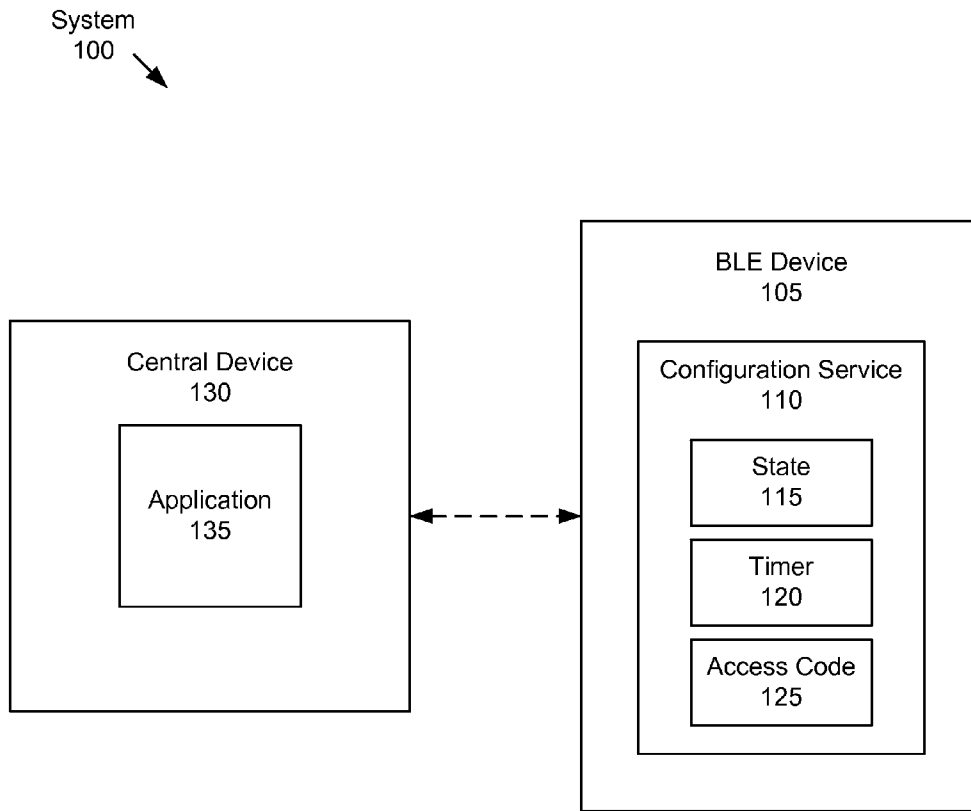 System
100
BLE Device
105
Central Device
130
Configuration Service
110
Application
135
State
115
Timer
120
Access Code
125